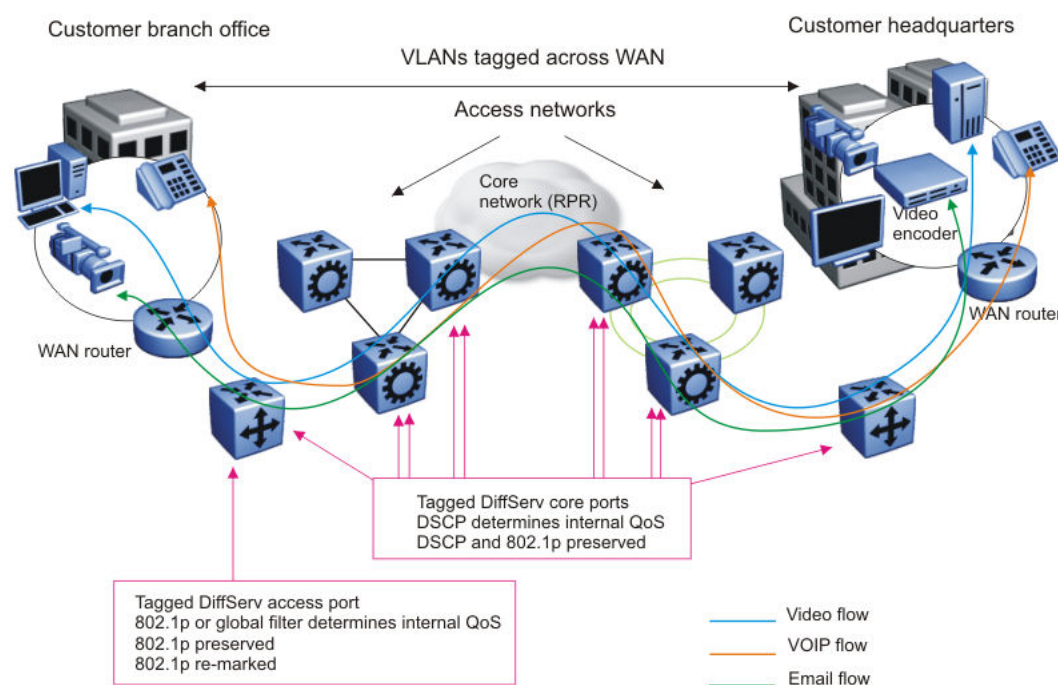 Customer branch office
Customer headquarters
VLANs tagged across WAN
Access networks
Core
network (RPR)
Video
encoder
WAN router
WAN router
Tagged DiffServ core ports
DSCP determines internal QoS
DSCP and 802.1p preserved
Tagged DiffServ access port
802.1p or global filter determines internal QoS
802.1p preserved
802.1p re-marked
Video flow
VOIP flow
Email flow